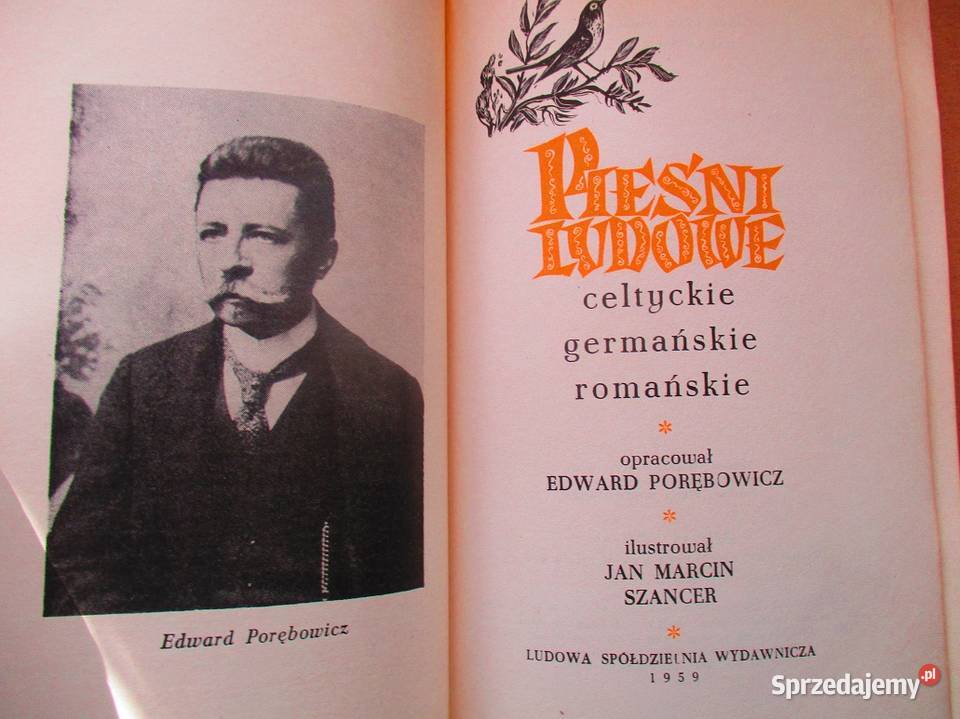 Edward Porębowicz
PIEŚNI
LUDOWE
celtyckie
germańskie
romańskie
*
opracował
EDWARD PORĘBOWICZ
*
ilustrował
JAN MARCIN
SZANCER
*
LUDOWA SPÓŁDZIELNIA WYDAWNICZA
1959
Sprzedajemy.pl